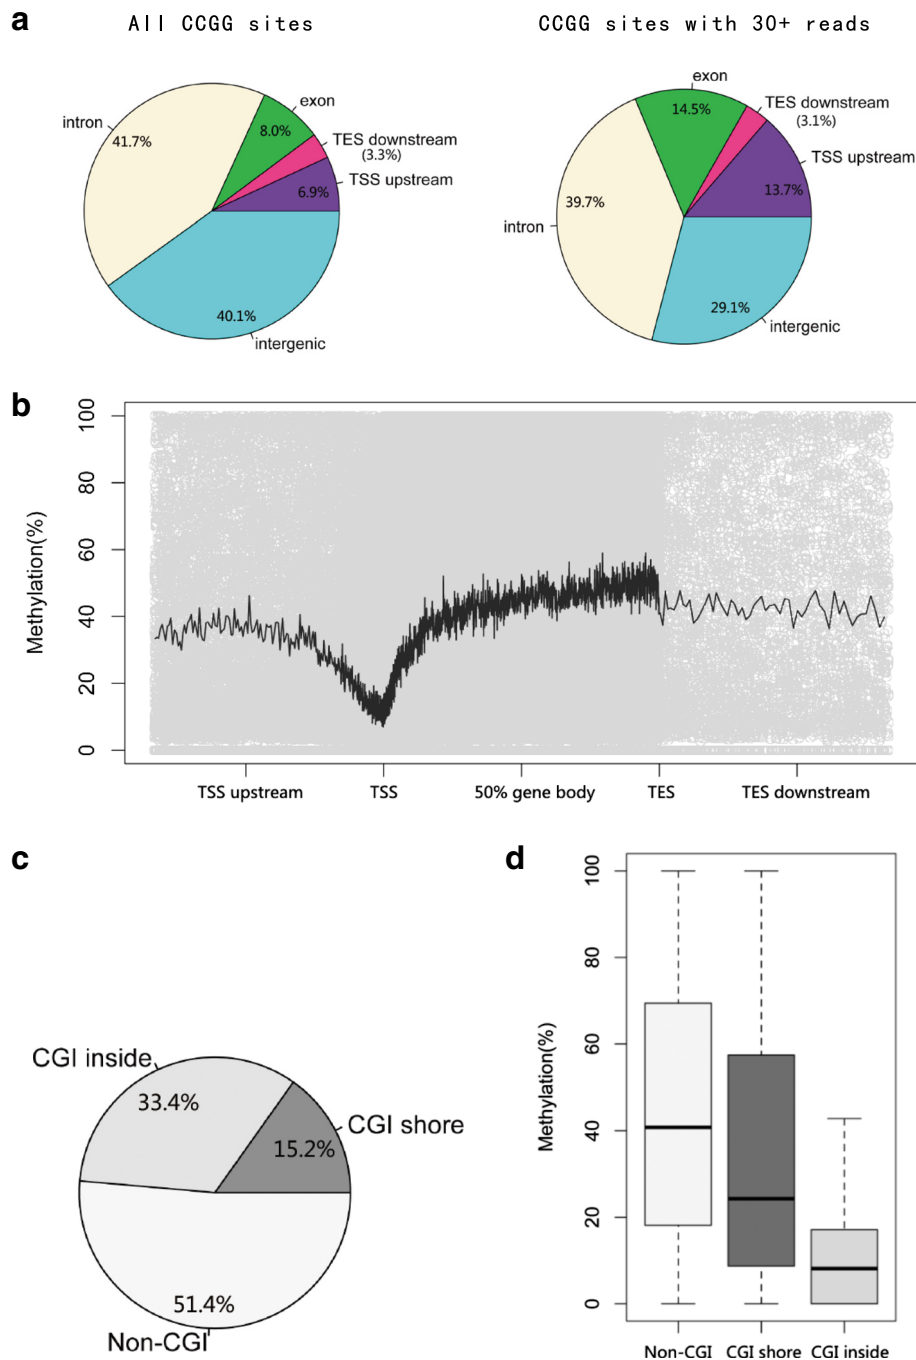 a
All CCGG sites
CCGG sites with 30+ reads
exon
8.0%
intron
41.7%
TES downstream
(3.3%)
TSS upstream
6.9%
40.1%
intergenic
exon
14.5%
TES downstream
(3.1%)
TSS upstream
13.7%
39.7%
intron
29.1%
intergenic
b
Methylation(%)
100
80
60
40
20
0
TSS upstream
TSS
50% gene body
TES
TES downstream
c
CGI inside
33.4%
CGI shore
15.2%
51.4%
Non-CGI
d
Methylation(%)
100
80
60
40
20
0
Non-CGI
CGI shore
CGI inside